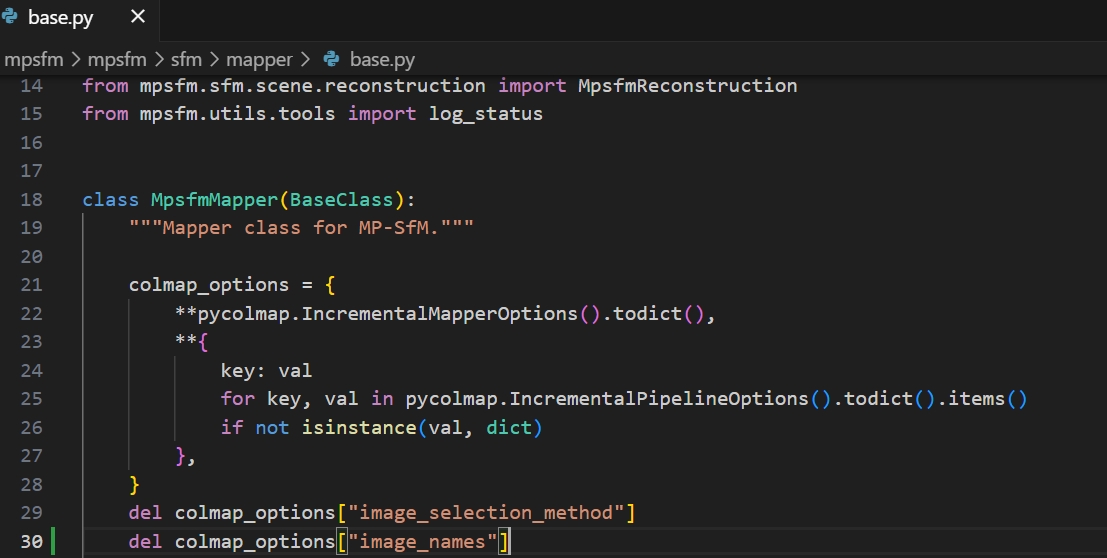 base.py
mpsfm > mpsfm > sfm > mapper > base.py
14 from mpsfm.sfm.scene.reconstruction import MpsfmReconstruction
15 from mpsfm.utils.tools import log_status
16
17
18 class MpsfmMapper(BaseClass):
19     """Mapper class for MP-SfM."""
20
21     colmap_options = {
22         **pycolmap.IncrementalMapperOptions().todict(),
23         **{
24             key: val
25             for key, val in pycolmap.IncrementalPipelineOptions().todict().items()
26             if not isinstance(val, dict)
27         },
28     }
29     del colmap_options["image_selection_method"]
30     del colmap_options["image_names"]